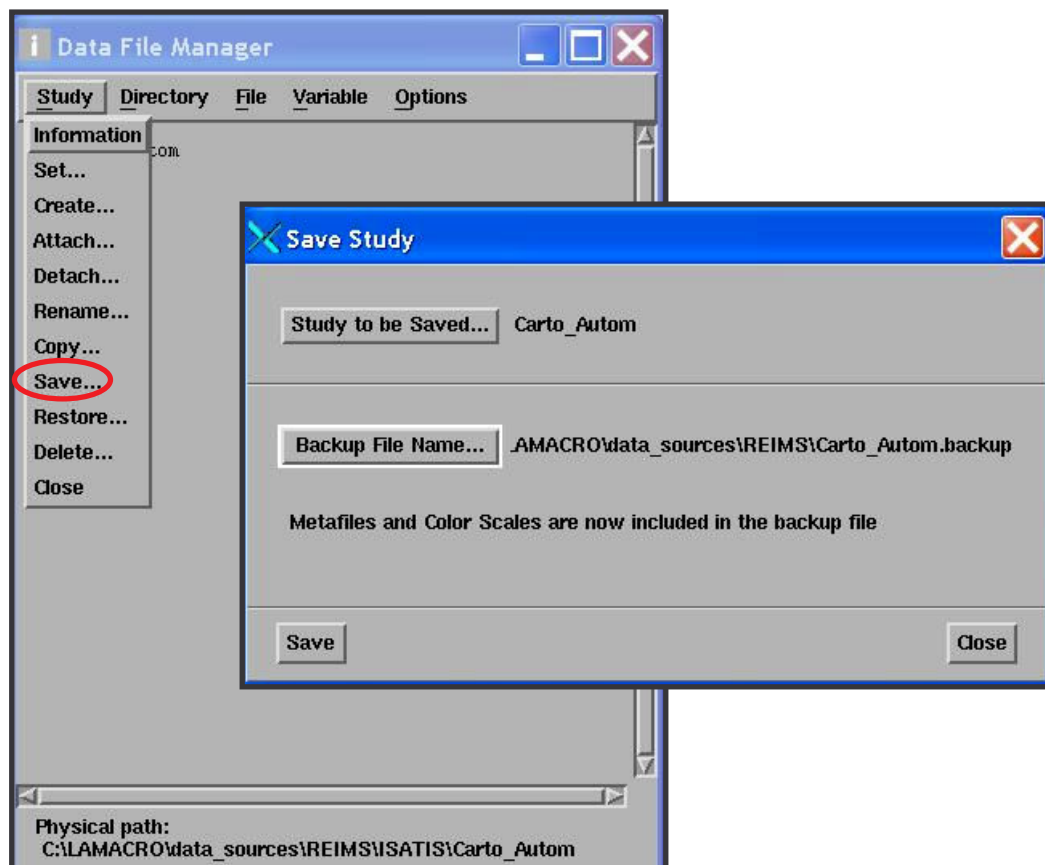 Data File Manager
Study Directory File Variable Options
Information
tom
Set...
Create...
Attach...
Detach...
Rename...
Copy...
Save...
Restore...
Delete...
Close
Save Study
Study to be Saved... Carto_Autom
Backup File Name... .AMACRO\data_sources\REIMS\Carto_Autom.backup
Metafiles and Color Scales are now included in the backup file
Save Close
Physical path:
C:\LAMACRO\data_sources\REIMS\ISATIS\Carto_Autom